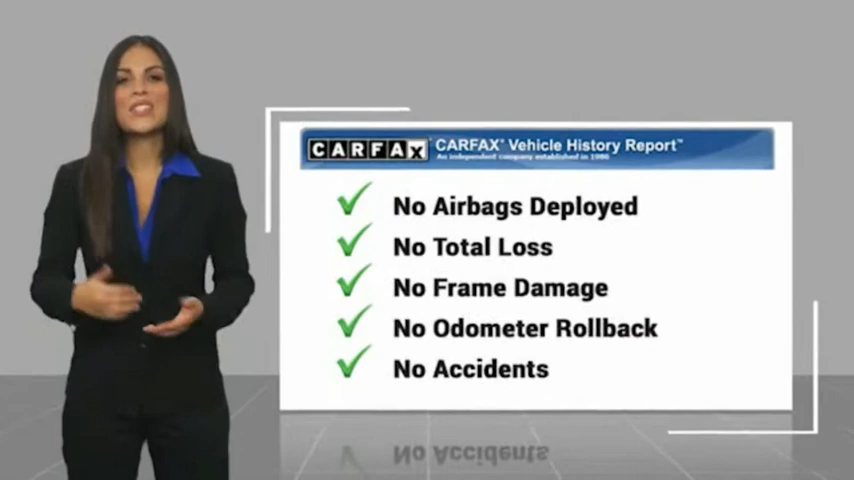 CARFAX CARFAX® Vehicle History Report™
An independent company established in 1986
No Airbags Deployed
No Total Loss
No Frame Damage
No Odometer Rollback
No Accidents
No Accidents